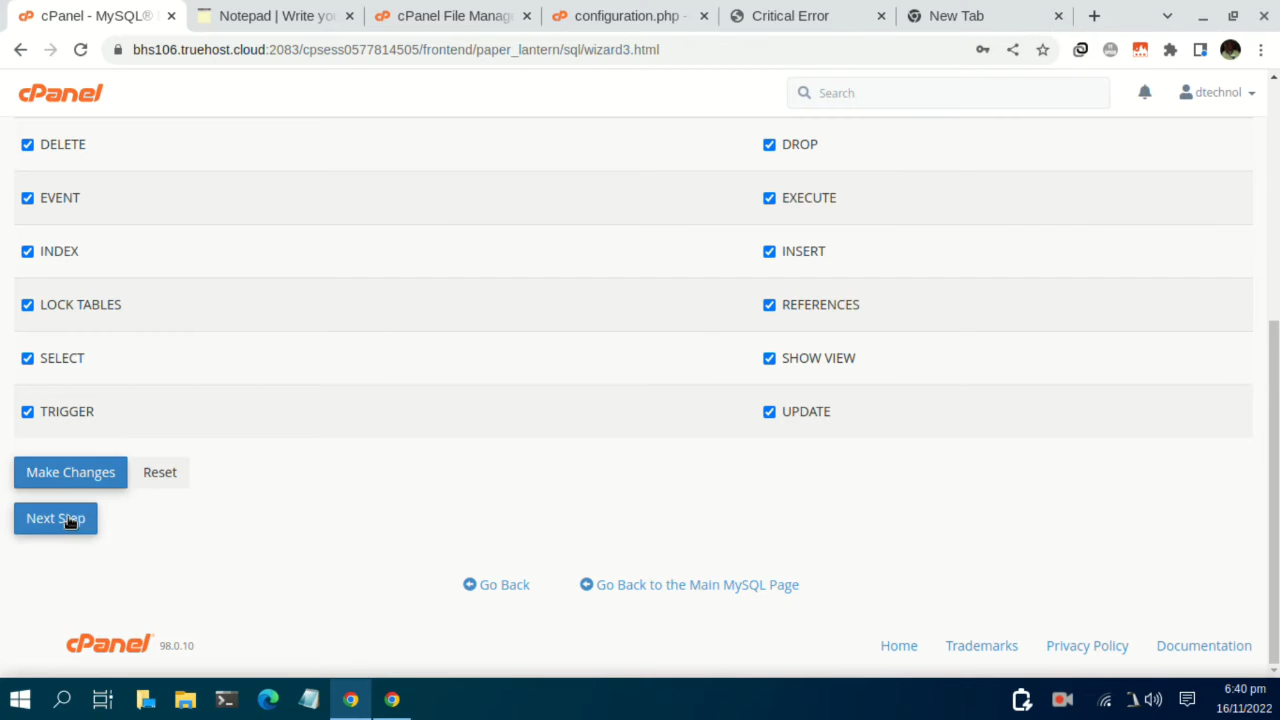 cPanel - MySQL®
Notepad | Write yo
cPanel File Manag
configuration.php -
Critical Error
New Tab
bhs106.truehost.cloud:2083/cpsess0577814505/frontend/paper_lantern/sql/wizard3.html
cPanel
Search
dtechnol
DELETE
DROP
EVENT
EXECUTE
INDEX
INSERT
LOCK TABLES
REFERENCES
SELECT
SHOW VIEW
TRIGGER
UPDATE
Make Changes
Reset
Next Step
Go Back
Go Back to the Main MySQL Page
cPanel 98.0.10
Home
Trademarks
Privacy Policy
Documentation
6:40 pm
16/11/2022